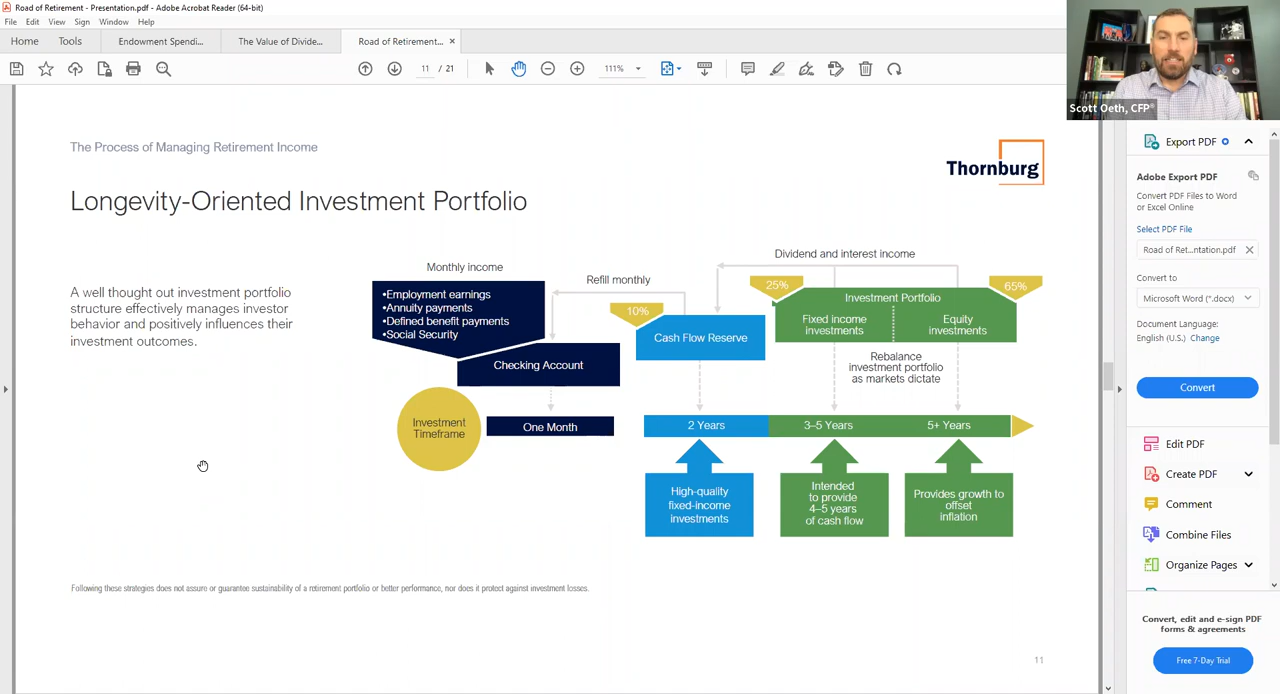 Road of Retirement - Presentation.pdf - Adobe Acrobat Reader (64-bit)
File Edit View Sign Window Help
Home Tools Endowment Spendi... The Value of Divide... Road of Retirement... ×
11 / 21 111%
Scott Oeth, CFP®
The Process of Managing Retirement Income
Thornburg
Longevity-Oriented Investment Portfolio
A well thought out investment portfolio
structure effectively manages investor
behavior and positively influences their
investment outcomes.
Monthly income
•Employment earnings
•Annuity payments
•Defined benefit payments
•Social Security
Checking Account
Refill monthly
10%
Cash Flow Reserve
Dividend and interest income
25%
65%
Investment Portfolio
Fixed income
investments
Equity
investments
Rebalance
investment portfolio
as markets dictate
Investment
Timeframe
One Month
2 Years
3–5 Years
5+ Years
High-quality
fixed-income
investments
Intended
to provide
4–5 years
of cash flow
Provides growth to
offset
inflation
Following these strategies does not assure or guarantee sustainability of a retirement portfolio or better performance, nor does it protect against investment losses.
11
Export PDF
Adobe Export PDF
Convert PDF Files to Word
or Excel Online
Select PDF File
Road of Ret...ntation.pdf ×
Convert to
Microsoft Word (*.docx)
Document Language:
English (U.S.) Change
Convert
Edit PDF
Create PDF
Comment
Combine Files
Organize Pages
Convert, edit and e-sign PDF
forms & agreements
Free 7-Day Trial